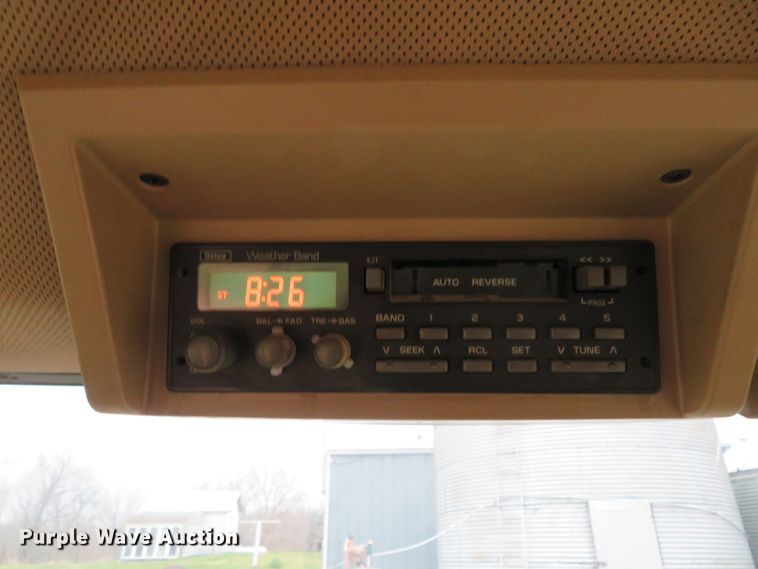 Delco Weather Band
ST 8:26
EJT
AUTO REVERSE
<< >>
PROG
VOL BAL FAD TRE BAS
BAND 1 2 3 4 5
V SEEK Λ RCL SET V TUNE Λ
Purple Wave Auction